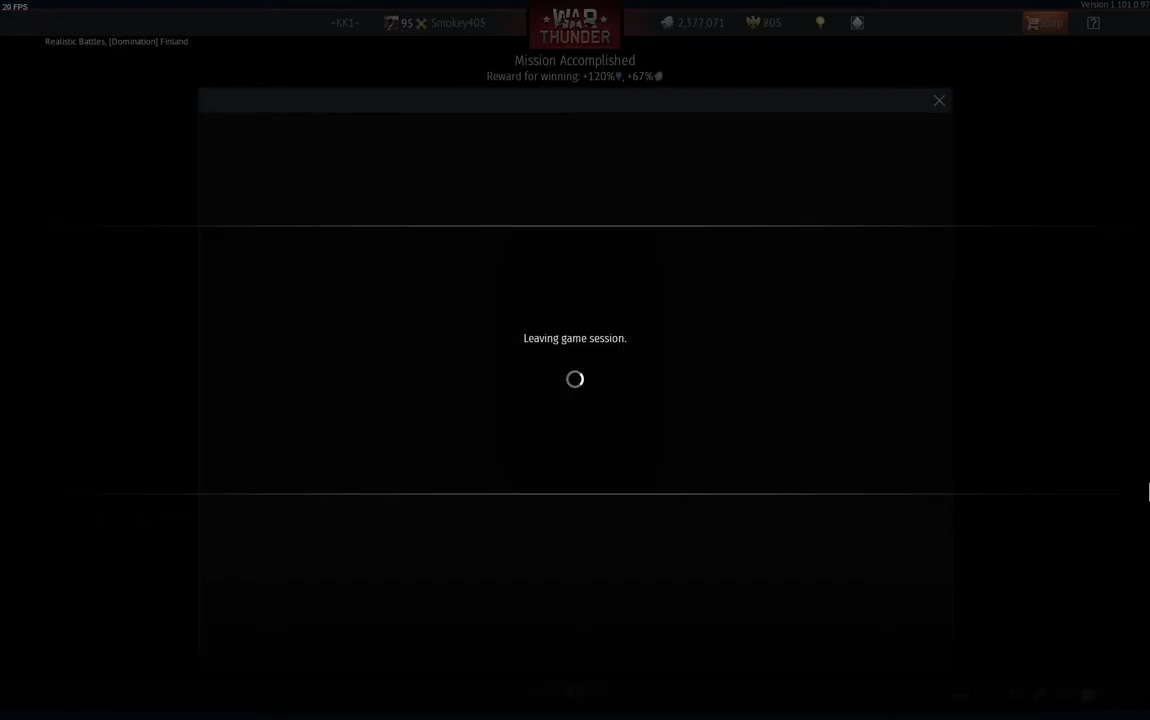 20 FPS
Version 1.101.0.97
~KK1~ 95 Smokey405
WAR THUNDER
2,377,071 805
Realistic Battles, [Domination] Finland
Mission Accomplished
Reward for winning: +120%, +67%
Leaving game session.